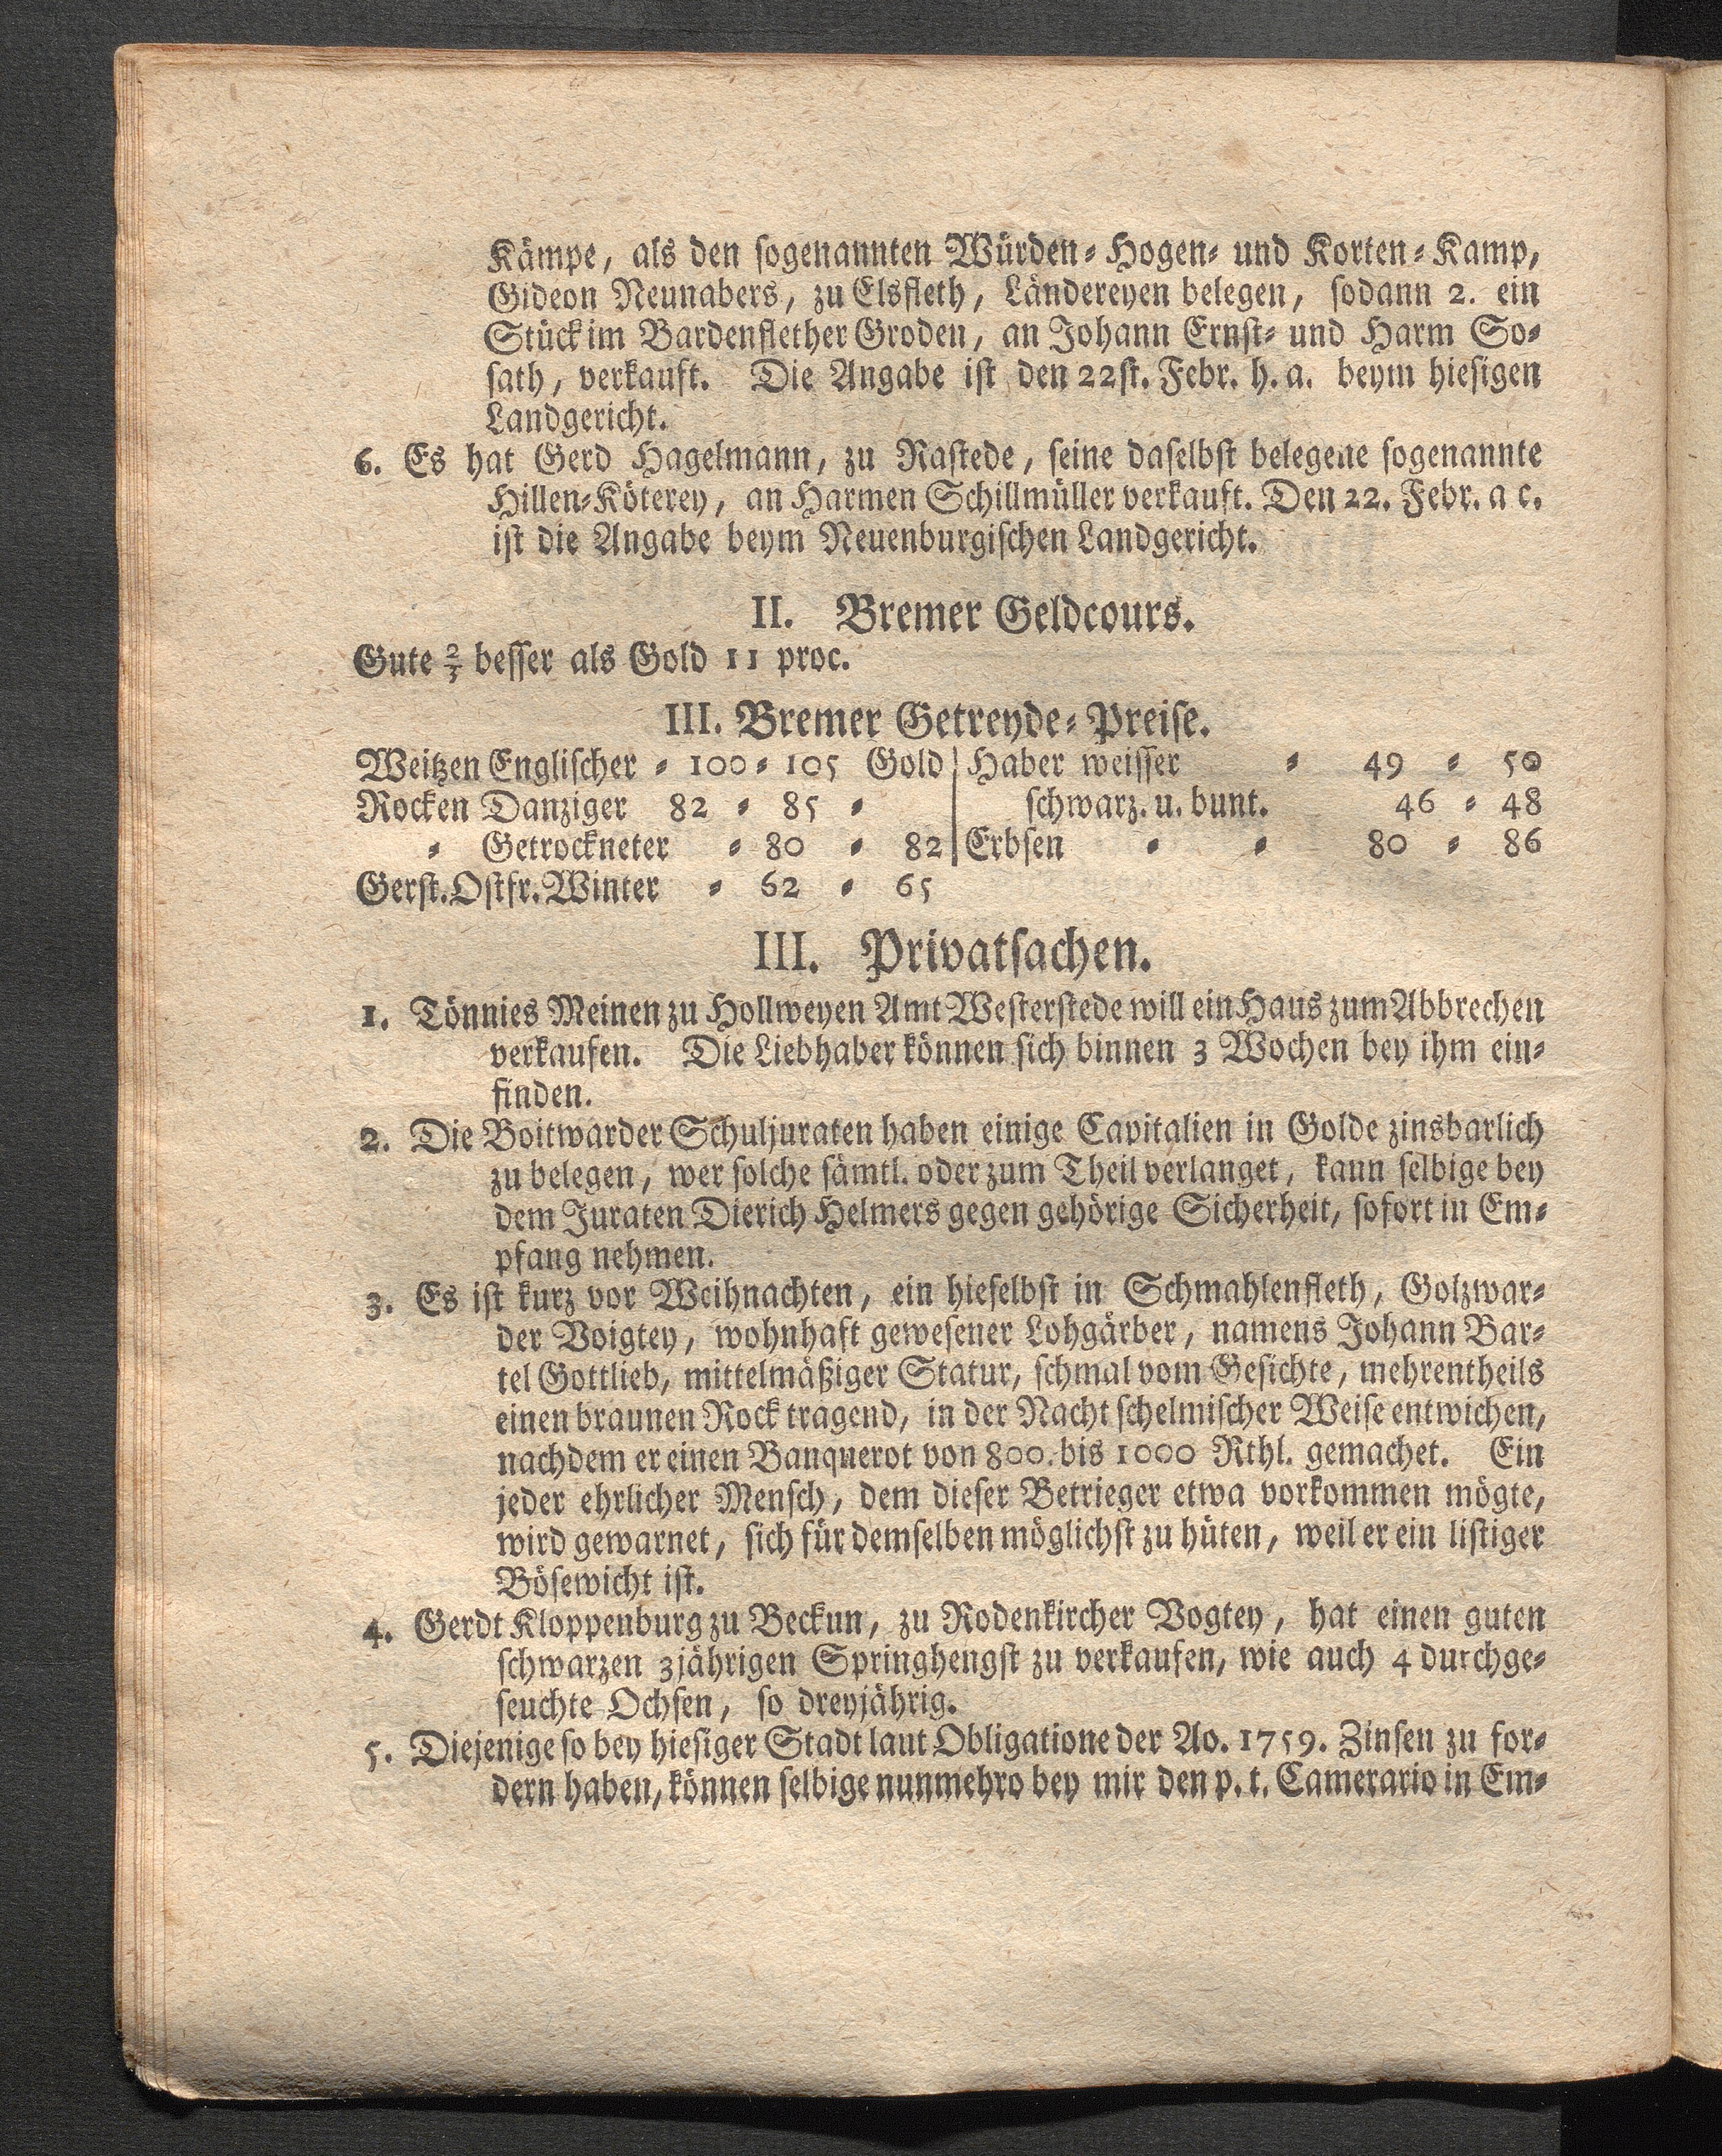 Kämpe, als den sogenannten Würden- Hogen- und Korten-Kamp,
Gideon Neunabers, zu Elsfleth, Ländereyen belegen, sodann 2. ein
Stück im Bardenflether Groden, an Johann Ernst- und Harm So-
sath, verkauft. Die Angabe ist den 22st. Febr. h. a. beym hiesigen
Landgericht.
6. Es hat Gerd Hagelmann, zu Rastede, seine daselbst belegene sogenannte
Hillen-Köterey, an Harmen Schillmüller verkauft. Den 22. Febr. a c.
ist die Angabe beym Neuenburgischen Landgericht.
II. Bremer Geldcours.
Gute 2/3 besser als Gold 11 proc.
III. Bremer Getreyde-Preise.
Weitzen Englischer - 100 - 105 Gold | Haber weisser - 49 - 50
Rocken Danziger 82 - 85 - | schwarz. u. bunt. 46 - 48
- Getrockneter - 80 - 82 | Erbsen - - 80 - 86
Gerst. Ostfr. Winter - 62 - 65
III. Privatsachen.
1. Tönnies Meinen zu Hollweyen Amt Westerstede will ein Haus zum Abbrechen
verkaufen. Die Liebhaber können sich binnen 3 Wochen bey ihm ein-
finden.
2. Die Boitwarder Schuljuraten haben einige Capitalien in Golde zinsbarlich
zu belegen, wer solche sämtl. oder zum Theil verlanget, kann selbige bey
dem Juraten Dierich Helmers gegen gehörige Sicherheit, sofort in Em-
pfang nehmen.
3. Es ist kurz vor Weihnachten, ein hieselbst in Schmahlenfleth, Golzwar-
der Voigtey, wohnhaft gewesener Lohgärber, namens Johann Bar-
tel Gottlieb, mittelmäßiger Statur, schmal vom Gesichte, mehrentheils
einen braunen Rock tragend, in der Nacht schelmischer Weise entwichen,
nachdem er einen Banquerot von 800. bis 1000 Rthl. gemachet. Ein
jeder ehrlicher Mensch, dem dieser Betrieger etwa vorkommen mögte,
wird gewarnet, sich für demselben möglichst zu hüten, weil er ein listiger
Bösewicht ist.
4. Gerdt Kloppenburg zu Beckun, zu Rodenkircher Vogtey, hat einen guten
schwarzen 3jährigen Springhengst zu verkaufen, wie auch 4 durchge-
seuchte Ochsen, so dreyjährig.
5. Diejenige so bey hiesiger Stadt laut Obligatione der Ao. 1759. Zinsen zu for-
dern haben, können selbige nunmehro bey mir den p. t. Camerario in Em-